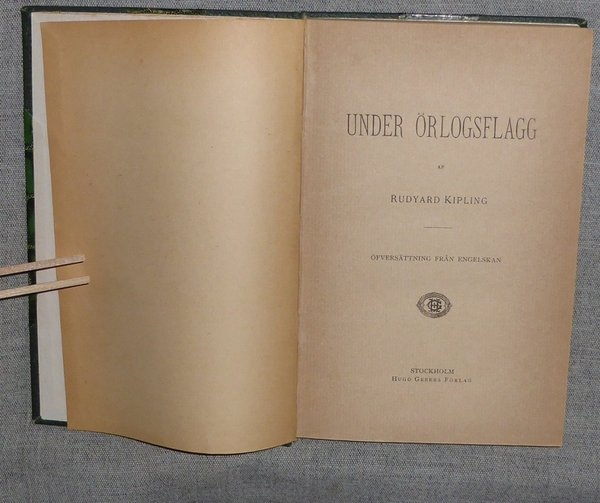 UNDER ÖRLOGSFLAGG
AF
RUDYARD KIPLING
ÖFVERSÄTTNING FRÅN ENGELSKAN
STOCKHOLM
HUGO GEBERS FÖRLAG